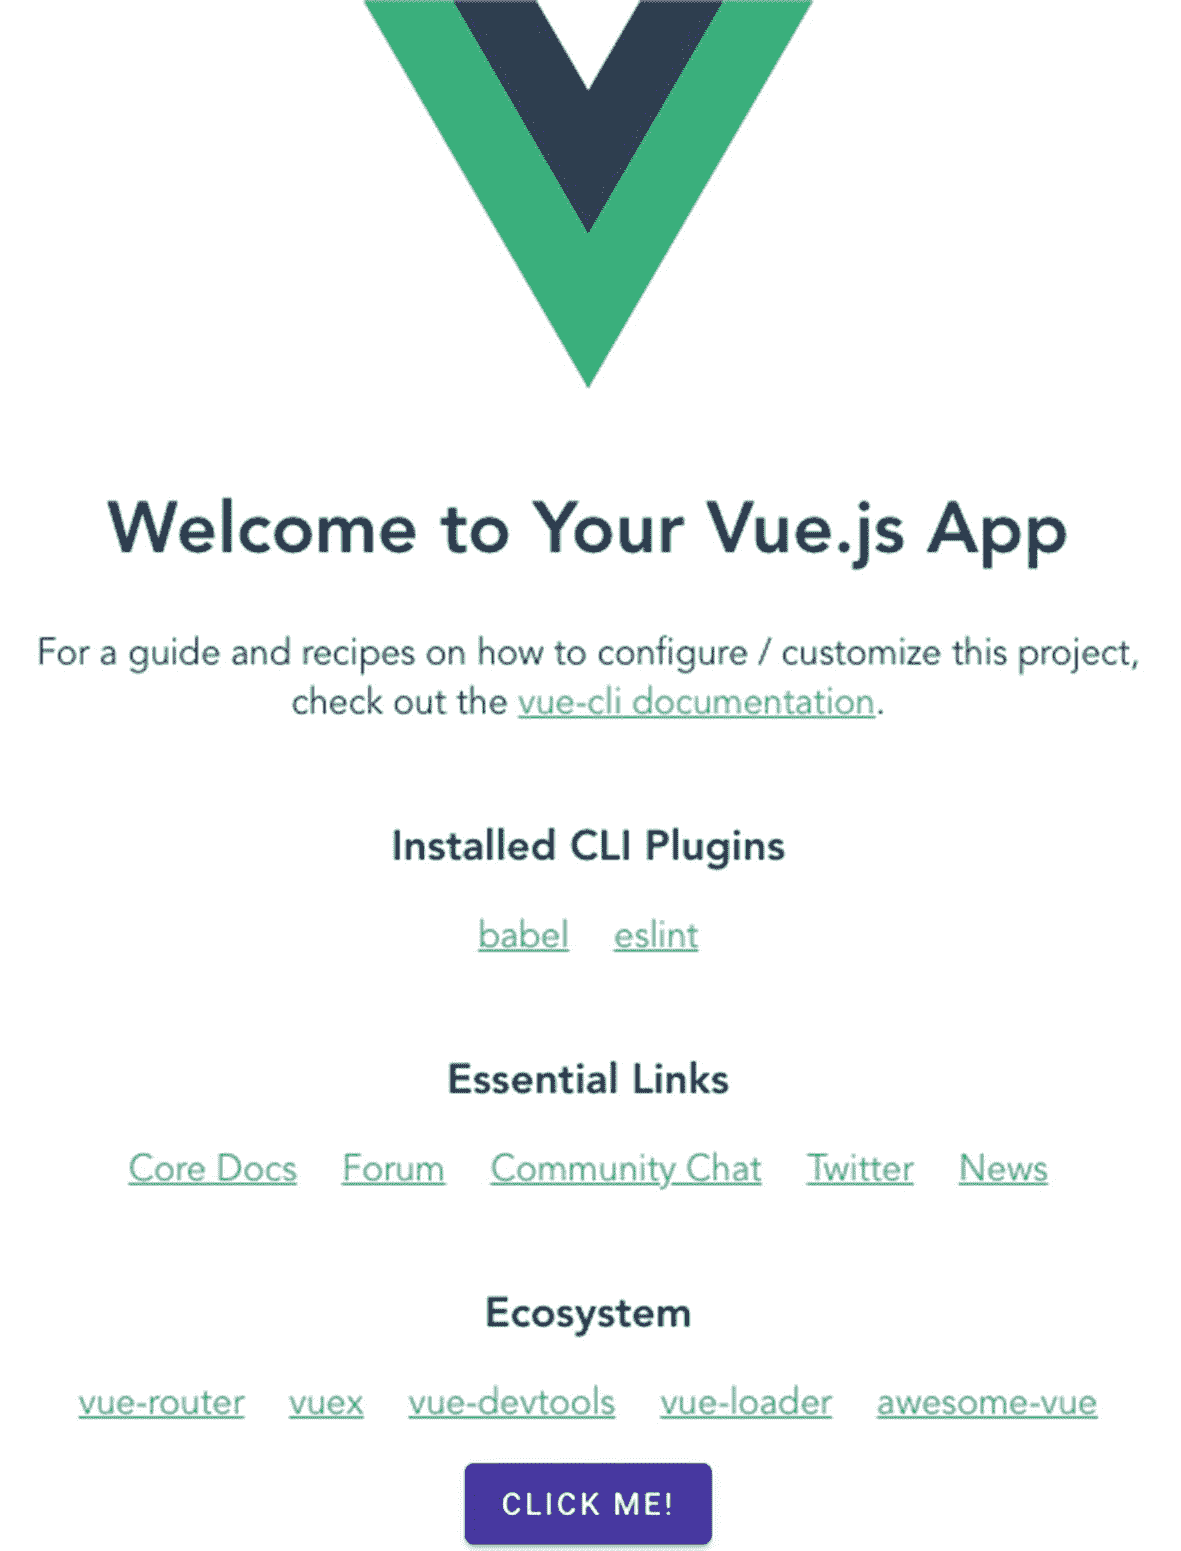 Welcome to Your Vue.js App
For a guide and recipes on how to configure / customize this project,
check out the vue-cli documentation.
Installed CLI Plugins
babel eslint
Essential Links
Core Docs Forum Community Chat Twitter News
Ecosystem
vue-router vuex vue-devtools vue-loader awesome-vue
CLICK ME!